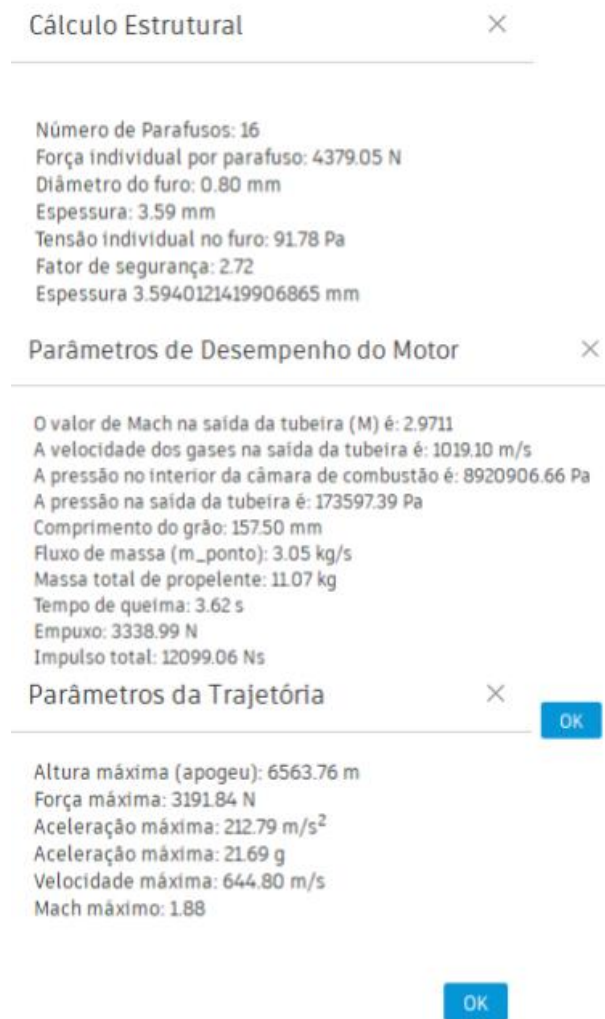 Cálculo Estrutural
Número de Parafusos: 16
Força individual por parafuso: 4379.05 N
Diâmetro do furo: 0.80 mm
Espessura: 3.59 mm
Tensão individual no furo: 91.78 Pa
Fator de segurança: 2.72
Espessura 3.5940121419906865 mm
Parâmetros de Desempenho do Motor
O valor de Mach na saída da tubeira (M) é: 2.9711
A velocidade dos gases na saída da tubeira é: 1019.10 m/s
A pressão no interior da câmara de combustão é: 8920906.66 Pa
A pressão na saída da tubeira é: 173597.39 Pa
Comprimento do grão: 157.50 mm
Fluxo de massa (m_ponto): 3.05 kg/s
Massa total de propelente: 11.07 kg
Tempo de queima: 3.62 s
Empuxo: 3338.99 N
Impulso total: 12099.06 Ns
Parâmetros da Trajetória
OK
Altura máxima (apogeu): 6563.76 m
Força máxima: 3191.84 N
Aceleração máxima: 212.79 m/s²
Aceleração máxima: 21.69 g
Velocidade máxima: 644.80 m/s
Mach máximo: 1.88
OK